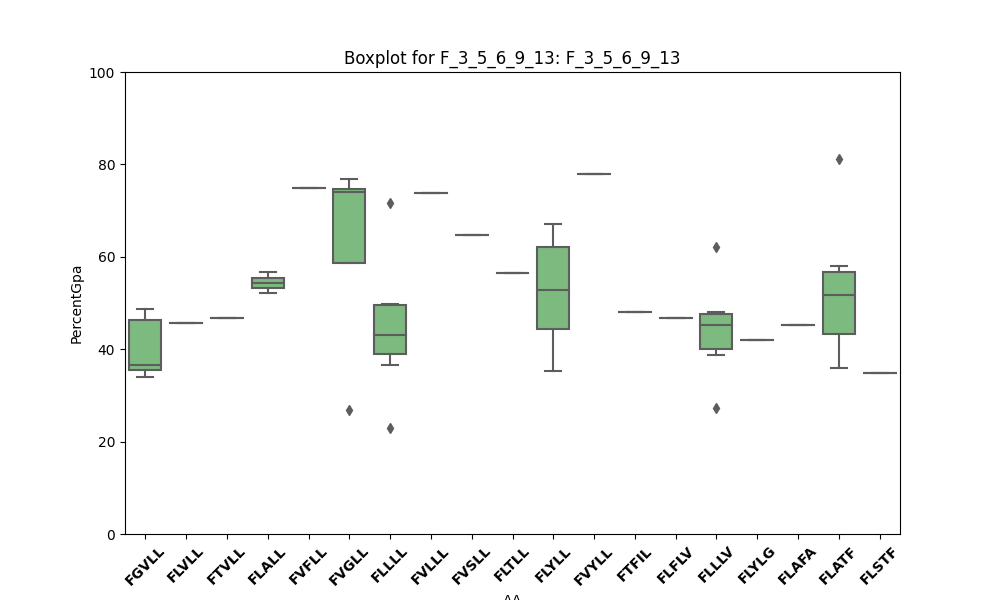 Boxplot for F_3_5_6_9_13: F_3_5_6_9_13
100
80
60
40
20
0
PercentGpa
FGVLL
FLVLL
FTVLL
FLALL
FVFLL
FVGLL
FLLLL
FVLLL
FVSLL
FLTLL
FLYLL
FVYLL
FTFIL
FLFLV
FLLLV
FLYLG
FLAFA
FLATF
FLSTF